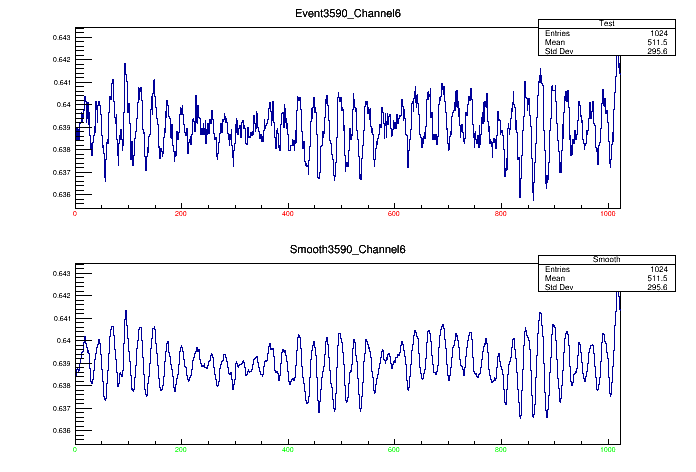 Event3590_Channel6
Test
Entries 1024
Mean 511.5
Std Dev 295.6
0.643
0.642
0.641
0.64
0.639
0.638
0.637
0.636
0 200 400 600 800 1000
Smooth3590_Channel6
Smooth
Entries 1024
Mean 511.5
Std Dev 295.6
0.643
0.642
0.641
0.64
0.639
0.638
0.637
0.636
0 200 400 600 800 1000